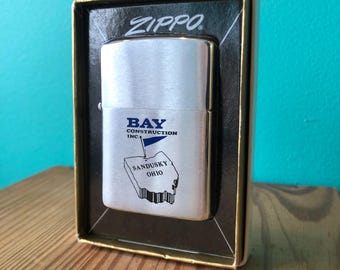 ZIPPO
BAY
CONSTRUCTION
INC
SANDUSKY
OHIO